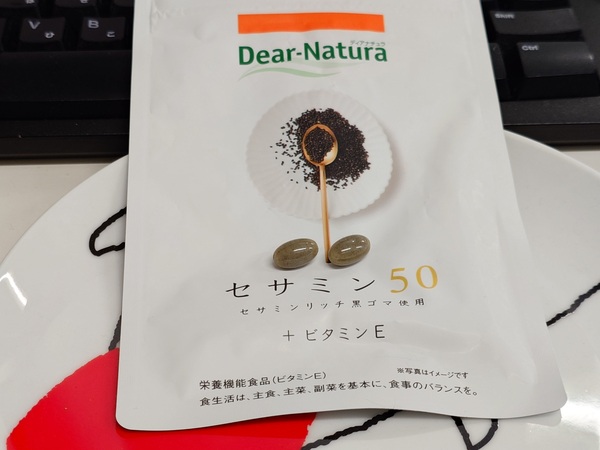 ディアナチュラ
Dear-Natura
セサミン50
セサミンリッチ黒ゴマ使用
+ビタミンE
栄養機能食品(ビタミンE)
※写真はイメージです
食生活は、主食、主菜、副菜を基本に、食事のバランスを。
Ctrl